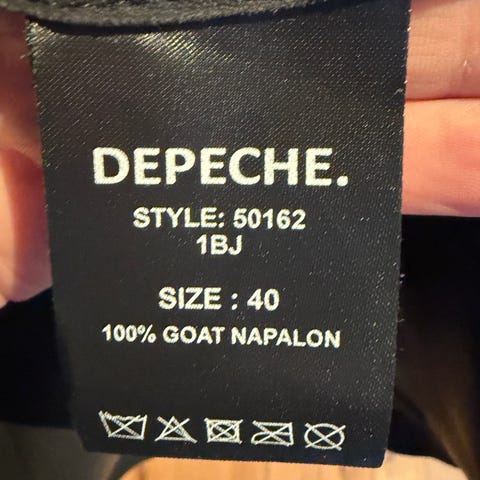 DEPECHE.
STYLE: 50162
1BJ
SIZE : 40
100% GOAT NAPALON